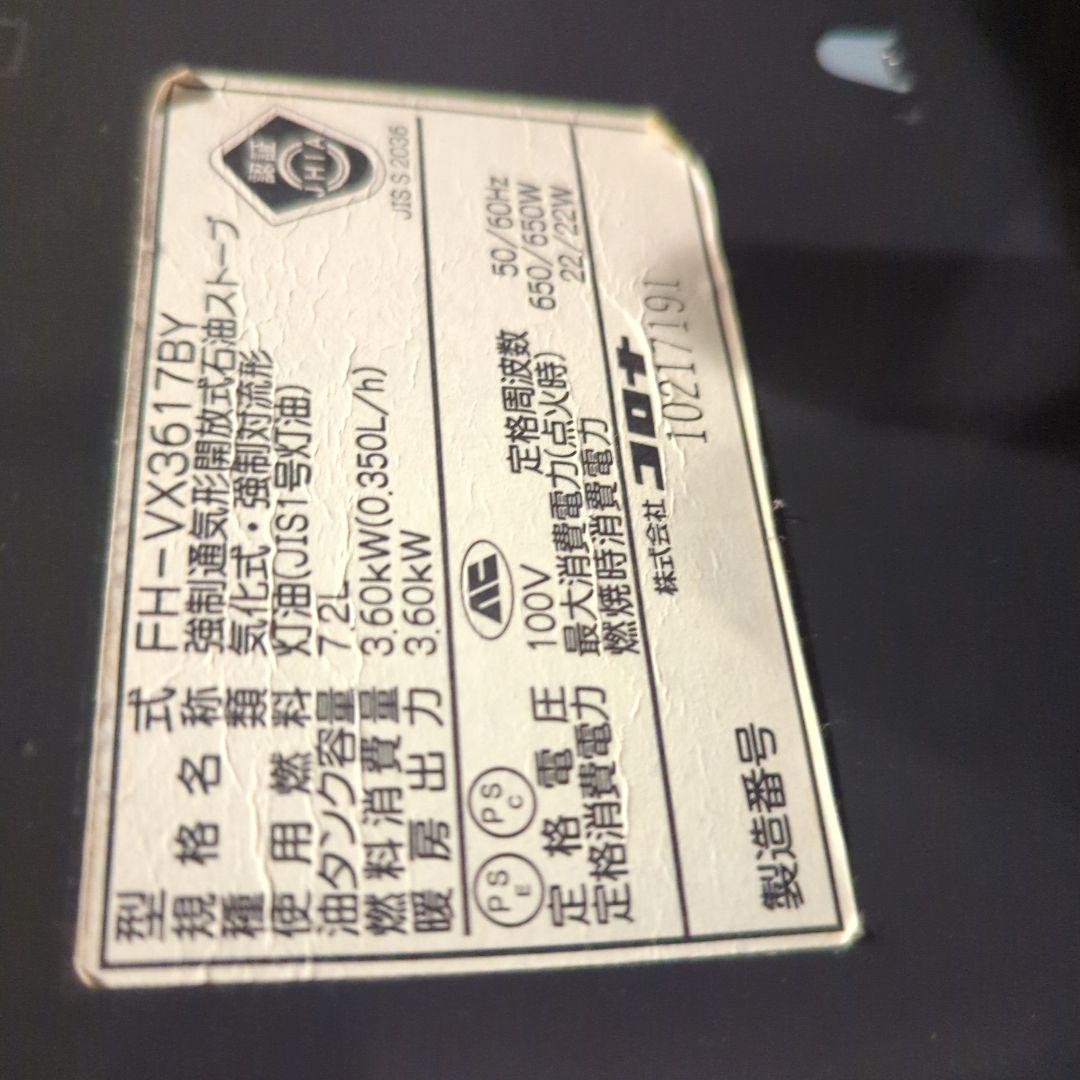 認証
JHIA
JIS S 2036
型式 FH-VX3617BY
規格名称 強制通気形開放式石油ストーブ
種類 気化式・強制対流形
使用燃料 灯油(JIS1号灯油)
油タンク容量 7.2L
燃料消費量 3.60kW(0.350L/h)
暖房出力 3.60kW
PS E PS C
定格電圧 100V 定格周波数 50/60Hz
定格消費電力 最大消費電力(点火時) 650/650W
燃焼時消費電力 22/22W
株式会社 コロナ
製造番号 102171191